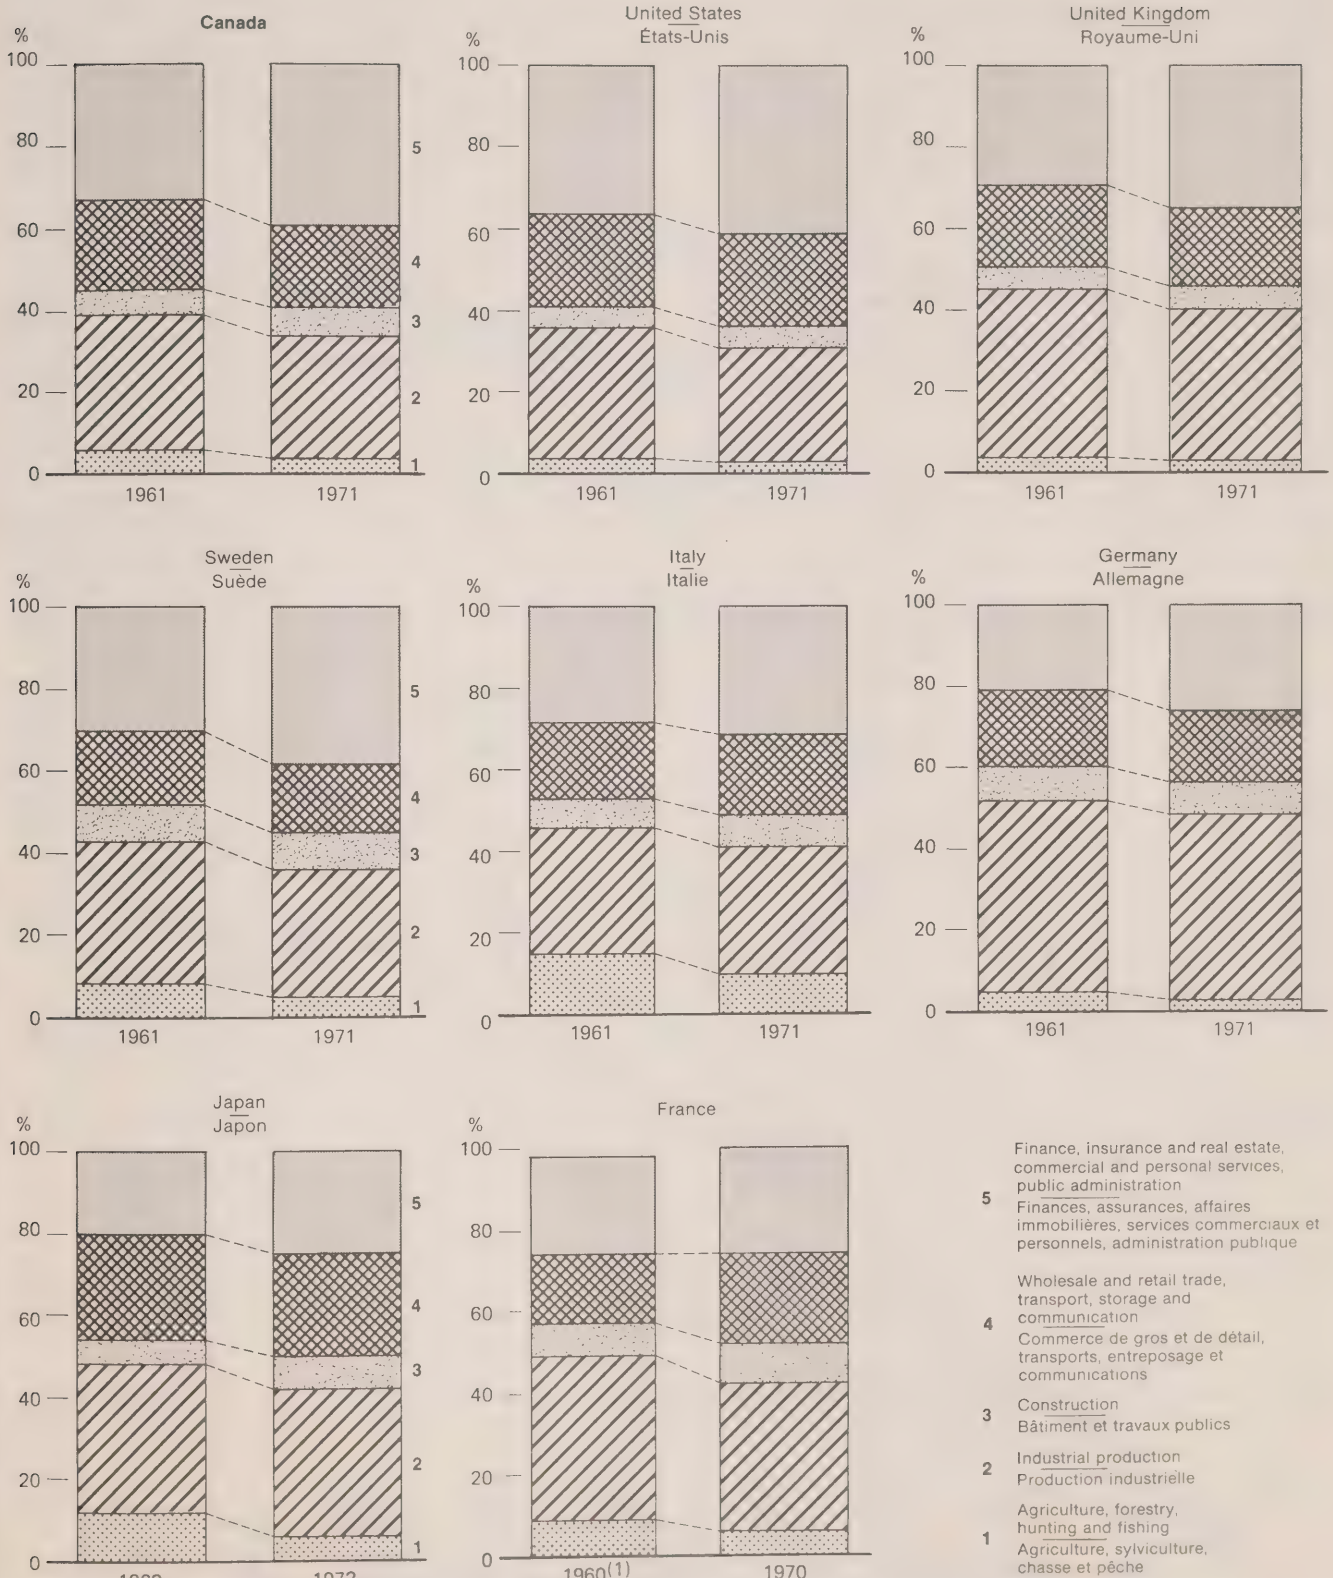 Canada
%
100
80
60
40
20
0
5
4
3
2
1
1961
1971
United States
États-Unis
%
100
80
60
40
20
0
1961
1971
United Kingdom
Royaume-Uni
%
100
80
60
40
20
0
1961
1971
Sweden
Suède
%
100
80
60
40
20
0
5
4
3
2
1
1961
1971
Italy
Italie
%
100
80
60
40
20
0
1961
1971
Germany
Allemagne
%
100
80
60
40
20
0
1961
1971
Japan
Japon
%
100
80
60
40
20
0
5
4
3
2
1
France
%
100
80
60
40
20
0
1960(1)
1970
5
Finance, insurance and real estate,
commercial and personal services,
public administration
Finances, assurances, affaires
immobilières, services commerciaux et
personnels, administration publique
4
Wholesale and retail trade,
transport, storage and
communication
Commerce de gros et de détail,
transports, entreposage et
communications
3
Construction
Bâtiment et travaux publics
2
Industrial production
Production industrielle
1
Agriculture, forestry,
hunting and fishing
Agriculture, sylviculture,
chasse et pêche